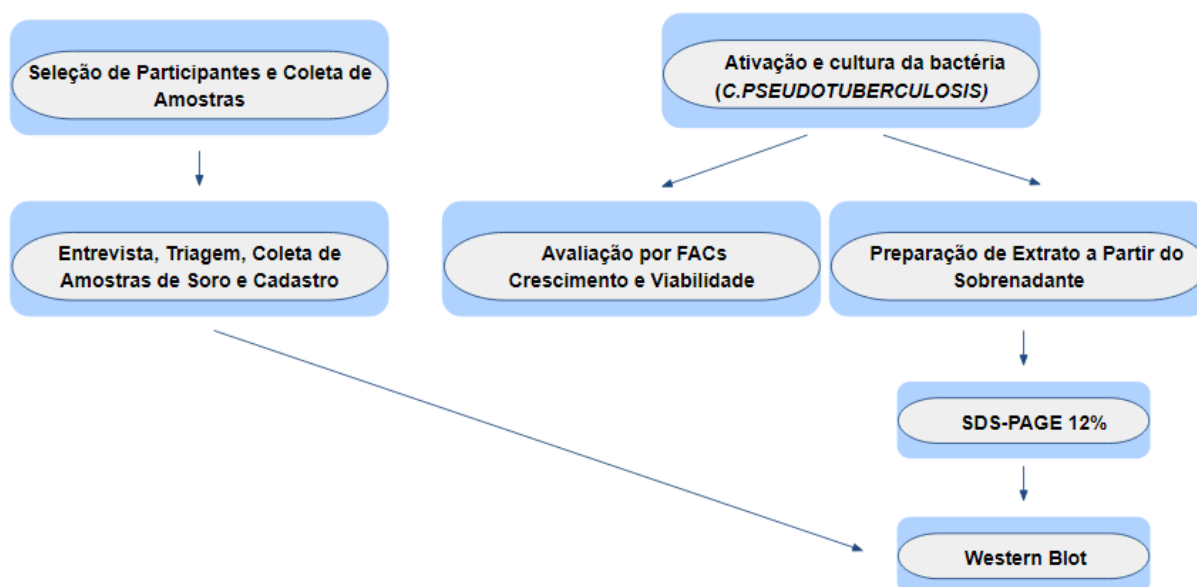 Seleção de Participantes e Coleta de
Amostras
Ativação e cultura da bactéria
(C.PSEUDOTUBERCULOSIS)
Entrevista, Triagem, Coleta de
Amostras de Soro e Cadastro
Avaliação por FACs
Crescimento e Viabilidade
Preparação de Extrato a Partir do
Sobrenadante
SDS-PAGE 12%
Western Blot